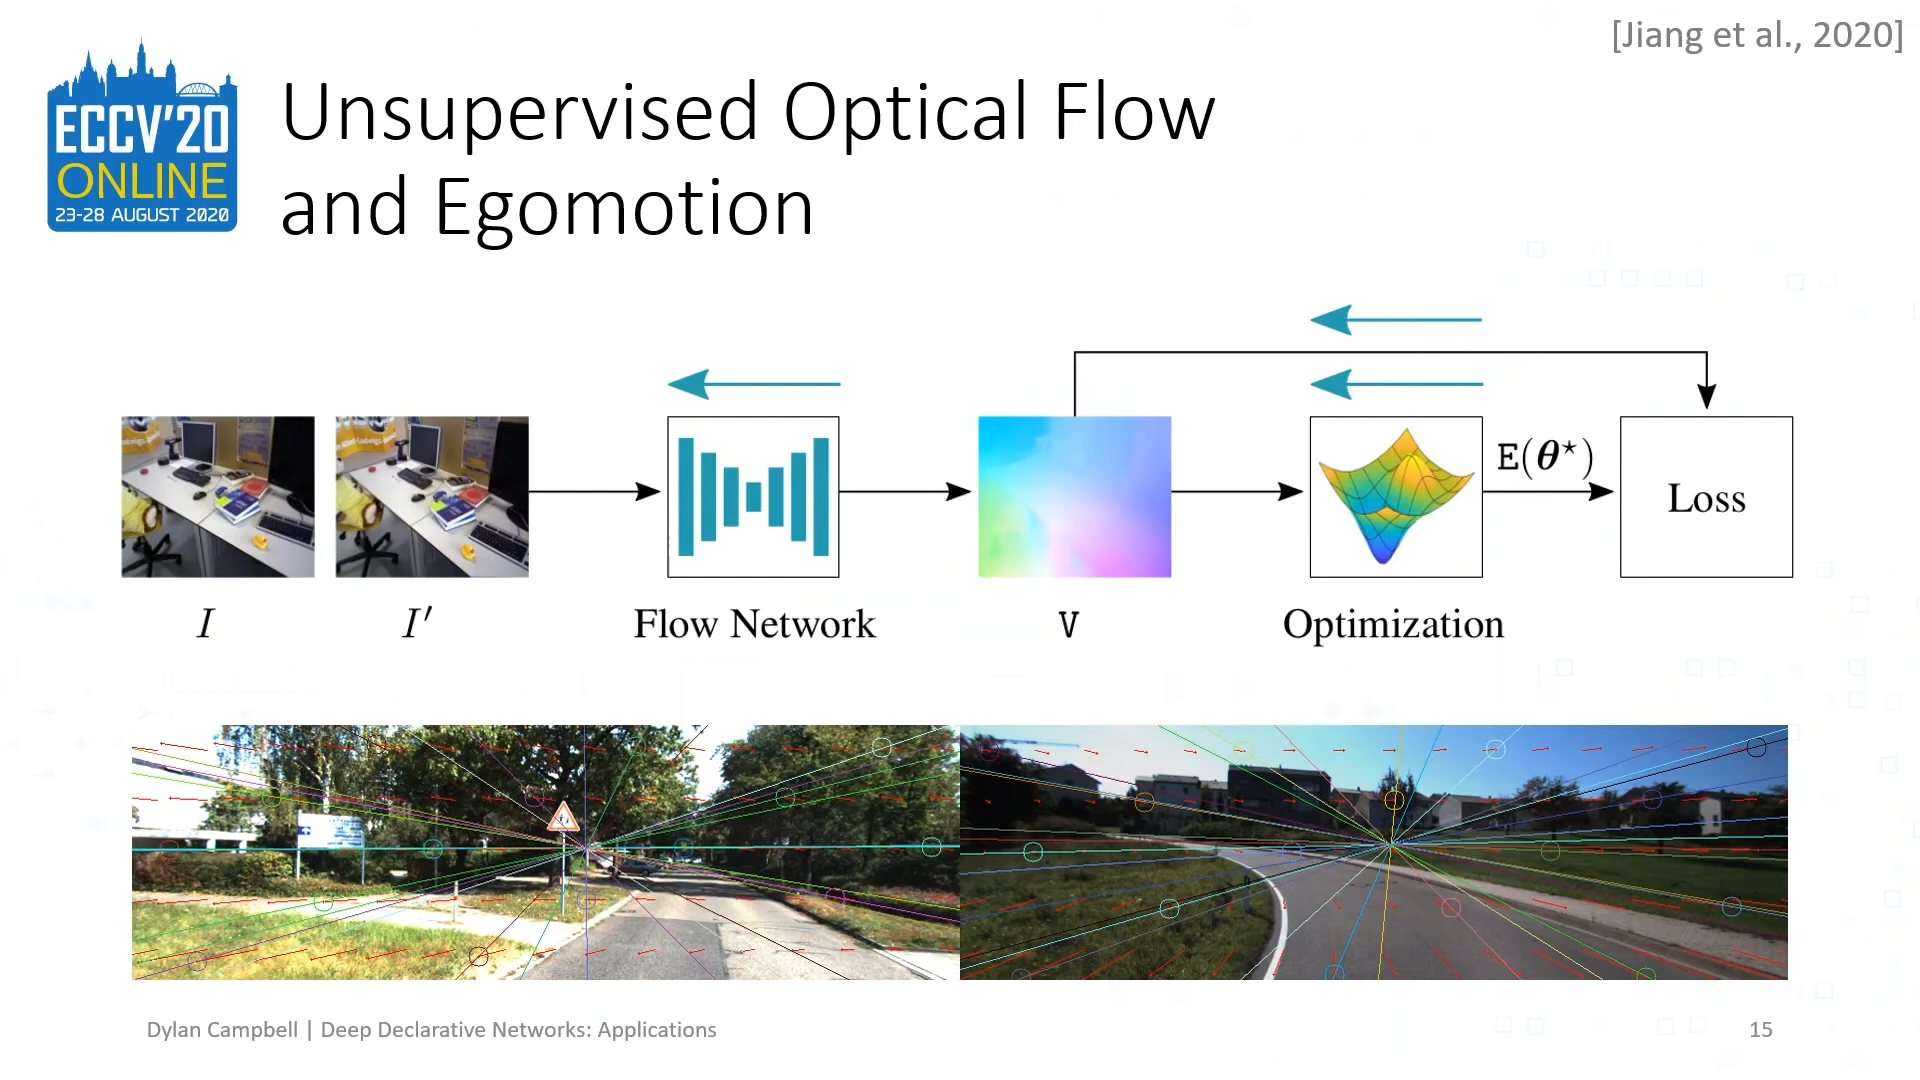 [Jiang et al., 2020]
ECCV'20
ONLINE
23-28 AUGUST 2020
Unsupervised Optical Flow
and Egomotion
E(θ⋆)
Loss
I
I′
Flow Network
V
Optimization
Dylan Campbell | Deep Declarative Networks: Applications
15